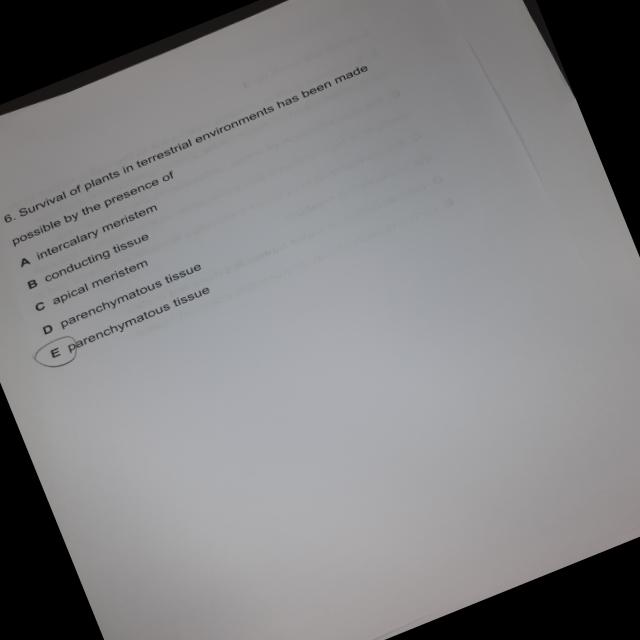 6. Survival of plants in terrestrial environments has been made
possible by the presence of
A intercalary meristem
B conducting tissue
C apical meristem
D parenchymatous tissue
E parenchymatous tissue